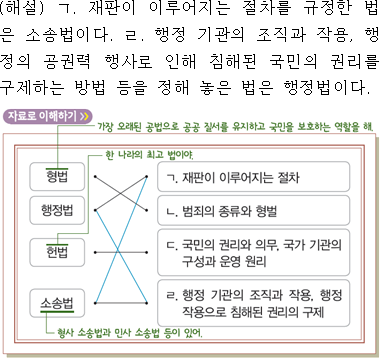 (해설) ㄱ. 재판이 이루어지는 절차를 규정한 법
은 소송법이다. ㄹ. 행정 기관의 조직과 작용, 행
정의 공권력 행사로 인해 침해된 국민의 권리를
구제하는 방법 등을 정해 놓은 법은 행정법이다.
자료로 이해하기
가장 오래된 공법으로 공공 질서를 유지하고 국민을 보호하는 역할을 해.
한 나라의 최고 법이야.
형법
ㄱ. 재판이 이루어지는 절차
행정법
ㄴ. 범죄의 종류와 형벌
헌법
ㄷ. 국민의 권리와 의무, 국가 기관의
구성과 운영 원리
소송법
ㄹ. 행정 기관의 조직과 작용, 행정
작용으로 침해된 권리의 구제
형사 소송법과 민사 소송법 등이 있어.